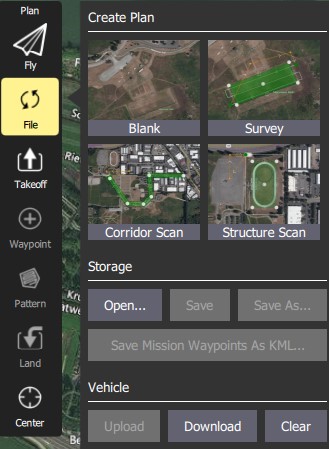 Plan
Fly
File
Takeoff
Waypoint
Pattern
Land
Center
Create Plan
Blank
Survey
Corridor Scan
Structure Scan
Storage
Open...
Save
Save As...
Save Mission Waypoints As KML...
Vehicle
Upload
Download
Clear